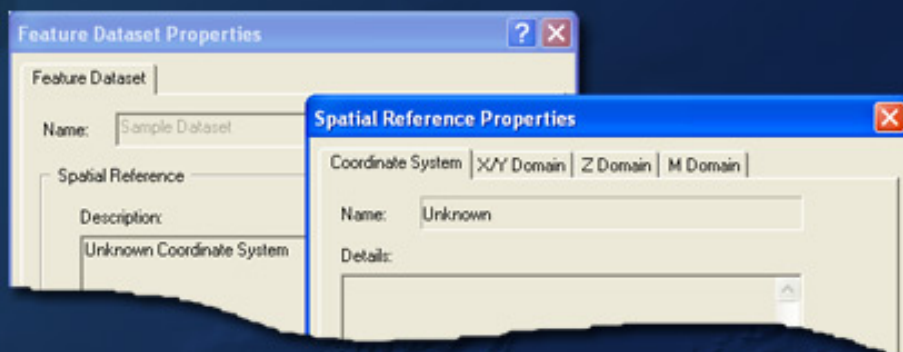 Feature Dataset Properties
?
Feature Dataset
Name: Sample Dataset
Spatial Reference
Description:
Unknown Coordinate System
Spatial Reference Properties
Coordinate System X/Y Domain Z Domain M Domain
Name: Unknown
Details: